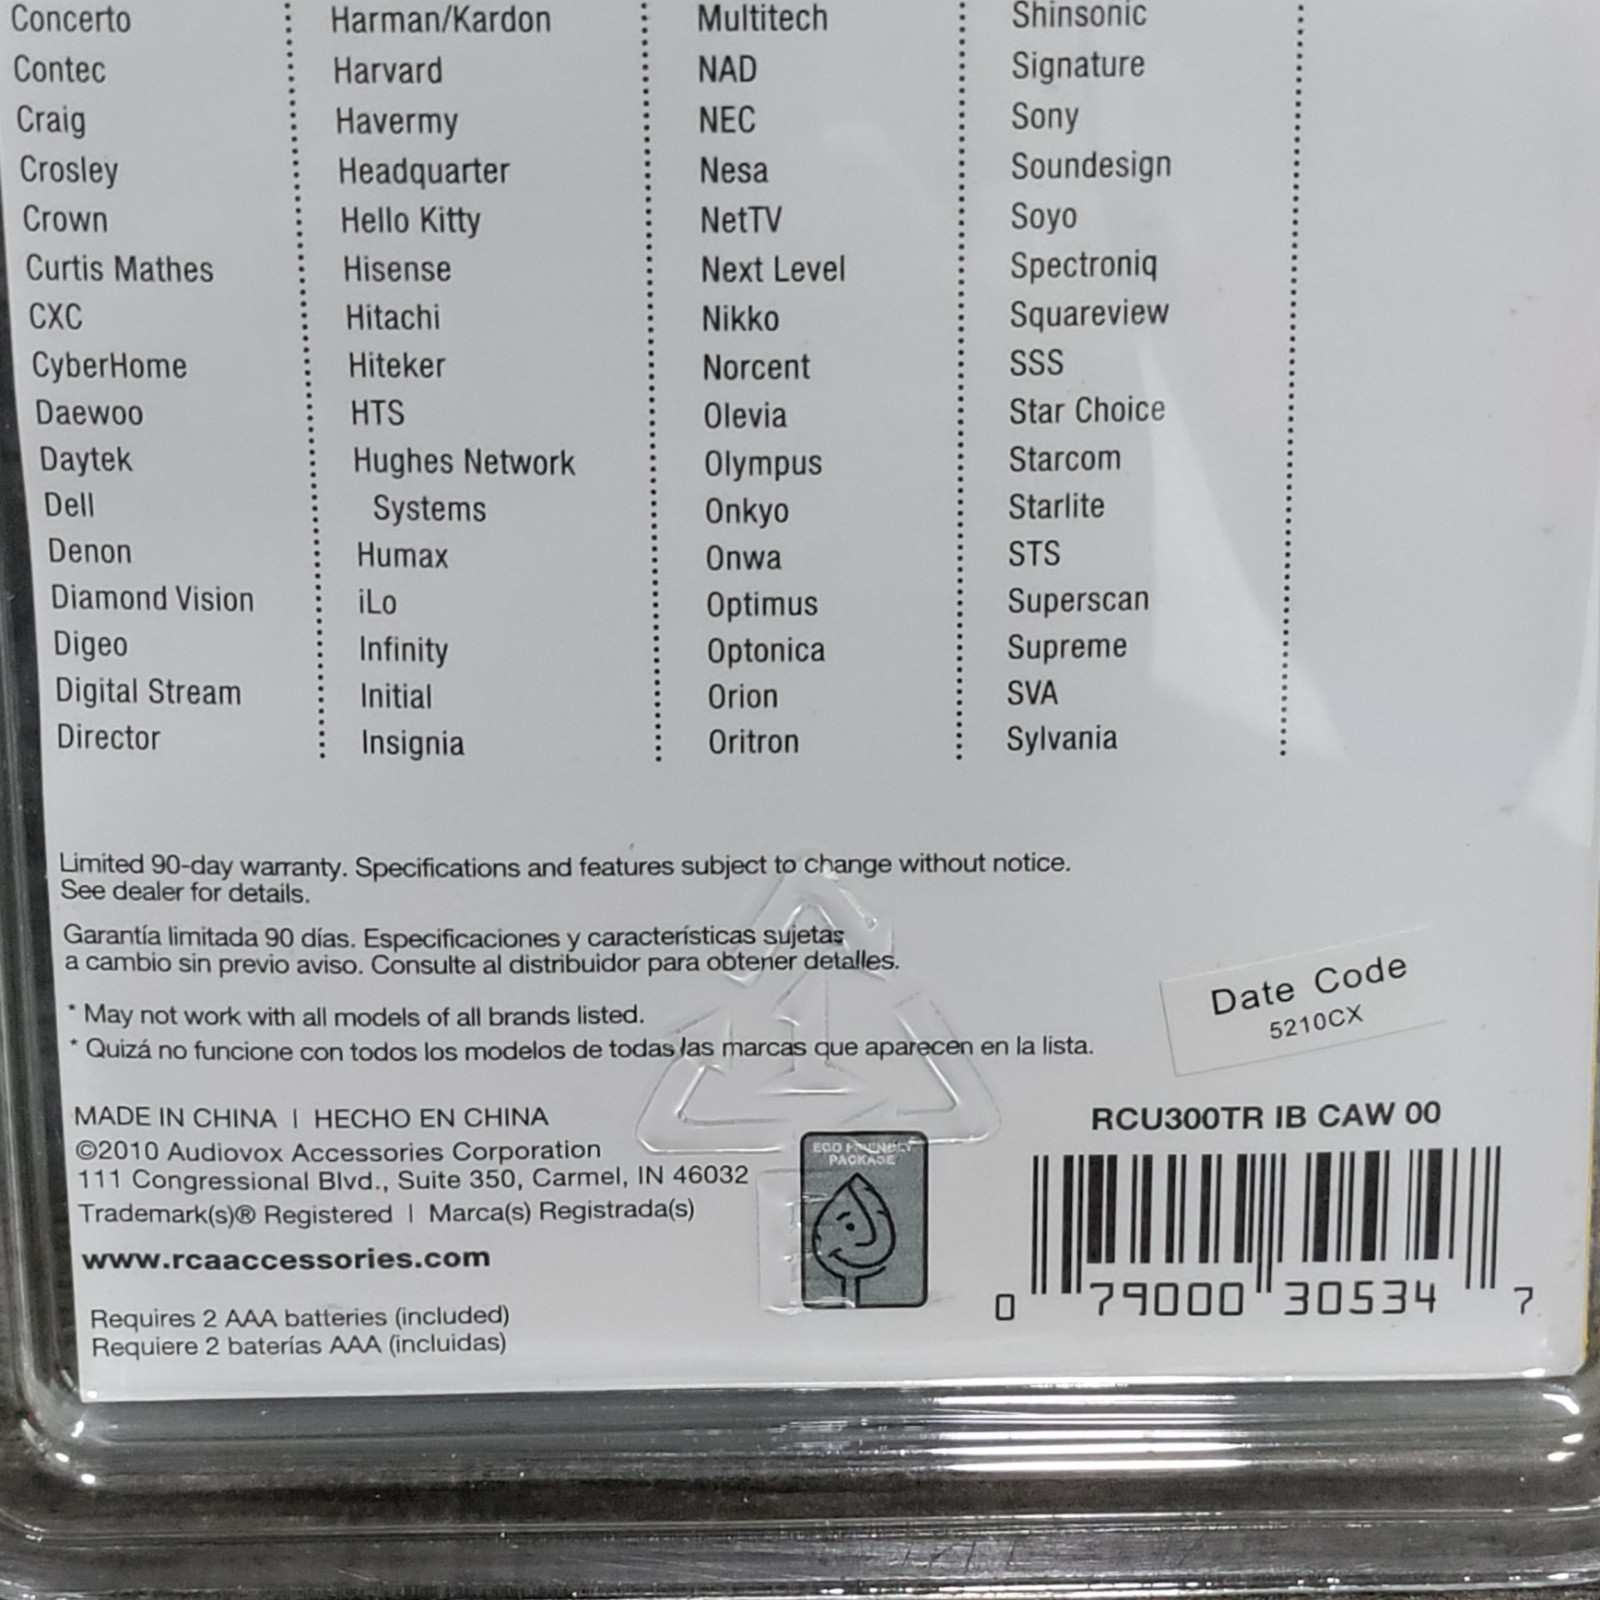 Concerto
Contec
Craig
Crosley
Crown
Curtis Mathes
CXC
CyberHome
Daewoo
Daytek
Dell
Denon
Diamond Vision
Digeo
Digital Stream
Director
Harman/Kardon
Harvard
Havermy
Headquarter
Hello Kitty
Hisense
Hitachi
Hiteker
HTS
Hughes Network
Systems
Humax
iLo
Infinity
Initial
Insignia
Multitech
NAD
NEC
Nesa
NetTV
Next Level
Nikko
Norcent
Olevia
Olympus
Onkyo
Onwa
Optimus
Optonica
Orion
Oritron
Shinsonic
Signature
Sony
Soundesign
Soyo
Spectroniq
Squareview
SSS
Star Choice
Starcom
Starlite
STS
Superscan
Supreme
SVA
Sylvania
Limited 90-day warranty. Specifications and features subject to change without notice.
See dealer for details.
Garantía limitada 90 días. Especificaciones y características sujetas
a cambio sin previo aviso. Consulte al distribuidor para obtener detalles.
* May not work with all models of all brands listed.
* Quizá no funcione con todos los modelos de todas las marcas que aparecen en la lista.
Date Code
5210CX
MADE IN CHINA | HECHO EN CHINA
©2010 Audiovox Accessories Corporation
111 Congressional Blvd., Suite 350, Carmel, IN 46032
Trademark(s)® Registered | Marca(s) Registrada(s)
www.rcaaccessories.com
Requires 2 AAA batteries (included)
Requiere 2 baterías AAA (incluidas)
ECO FRIENDLY
PACKAGE
1
RCU300TR IB CAW 00
0 79000 30534 7